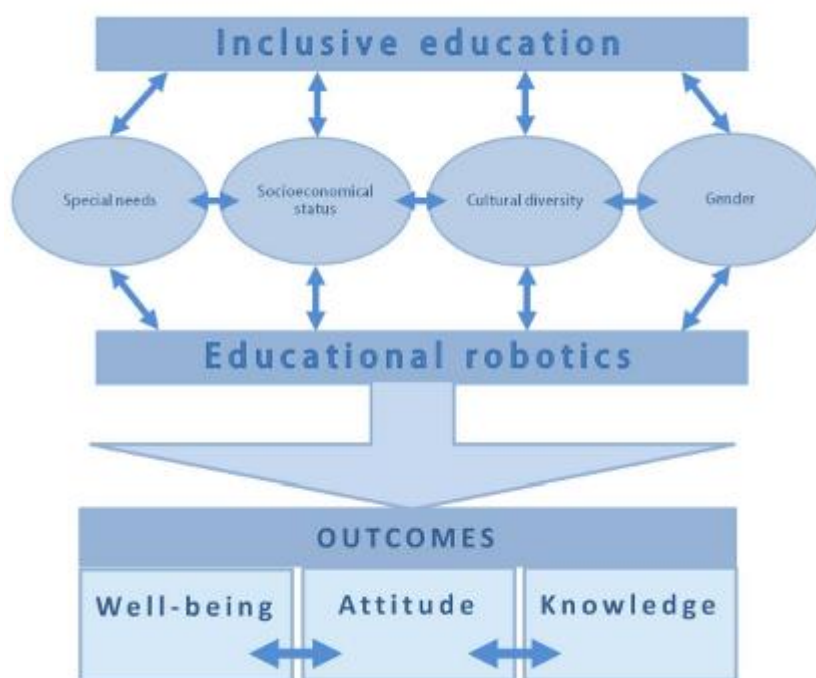 Inclusive education
Special needs
Socioeconomical
status
Cultural diversity
Gender
Educational robotics
OUTCOMES
Well-being
Attitude
Knowledge